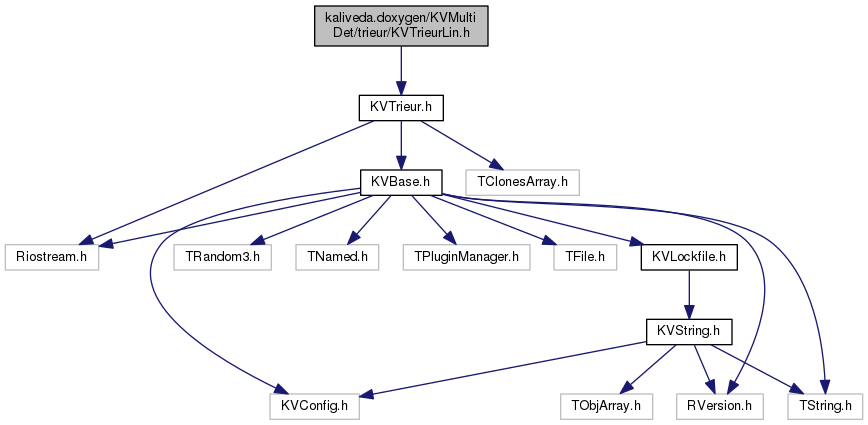 kaliveda.doxygen/KVMulti
Det/trieur/KVTrieurLin.h
KVTrieur.h
KVBase.h
TClonesArray.h
Riostream.h
TRandom3.h
TNamed.h
TPluginManager.h
TFile.h
KVLockfile.h
KVString.h
KVConfig.h
TObjArray.h
RVersion.h
TString.h